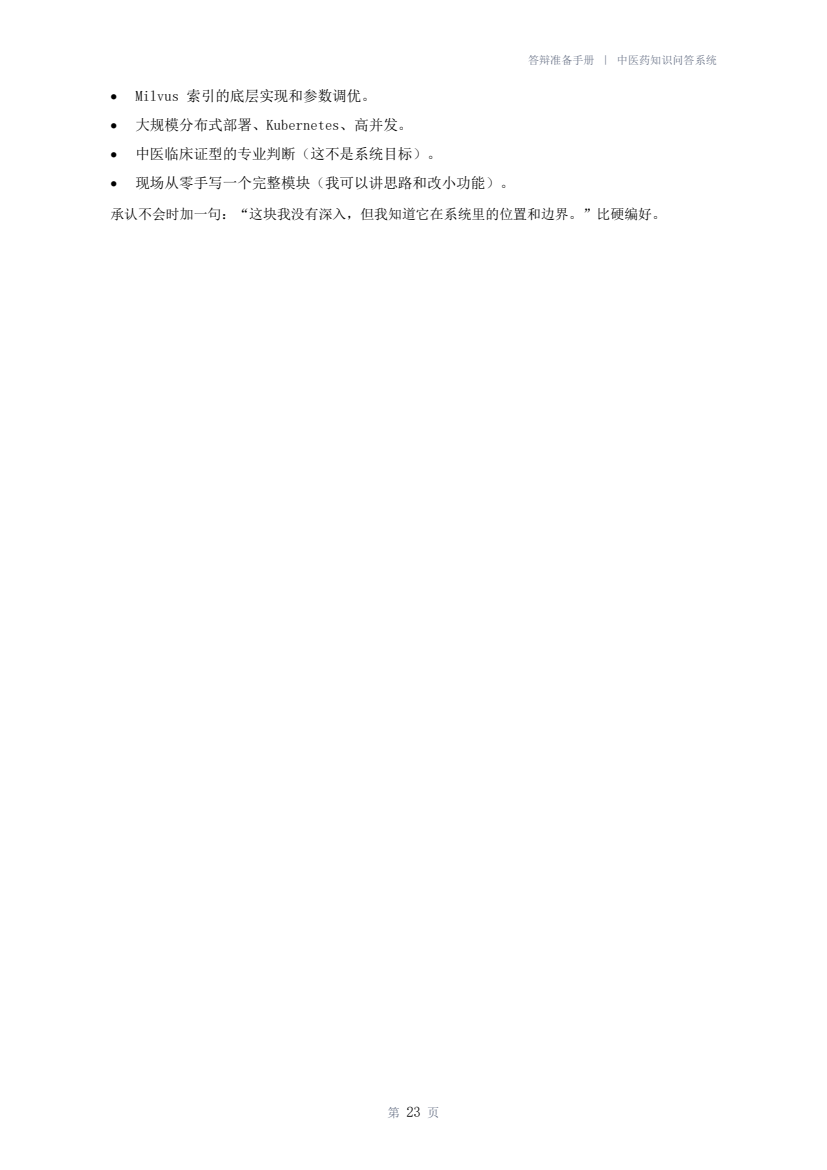 答辩准备手册 | 中医药知识问答系统
• Milvus 索引的底层实现和参数调优。
• 大规模分布式部署、Kubernetes、高并发。
• 中医临床证型的专业判断（这不是系统目标）。
• 现场从零手写一个完整模块（我可以讲思路和改小功能）。
承认不会时加一句：“这块我没有深入，但我知道它在系统里的位置和边界。”比硬编好。
第 23 页